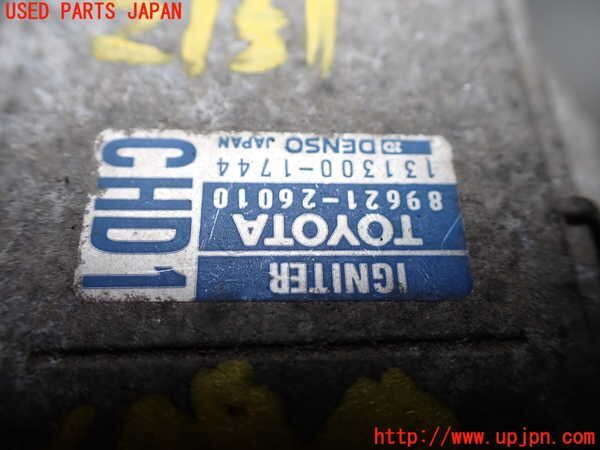 USED PARTS JAPAN
IGNITER
TOYOTA
89621-26010
131300-1744
DENSO JAPAN
CHD1
http://www.upjpn.com/